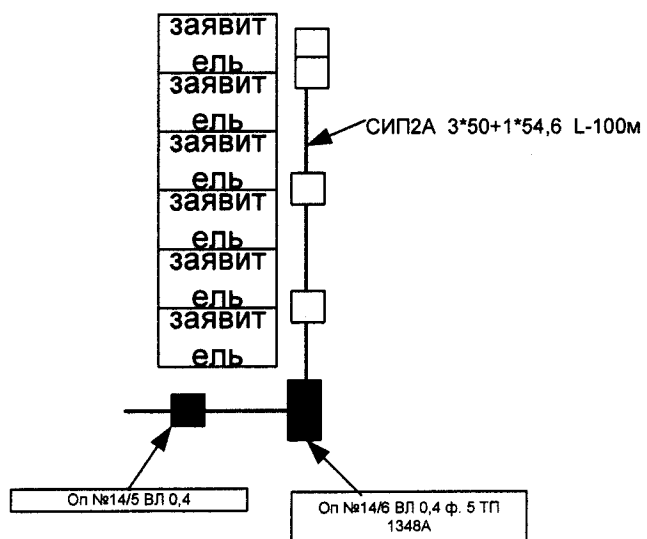 заявит
ель
заявит
ель
заявит
ель
заявит
ель
заявит
ель
заявит
ель
СИП2А 3*50+1*54,6 L-100м
Оп №14/5 ВЛ 0,4
Оп №14/6 ВЛ 0,4 ф. 5 ТП
1348А